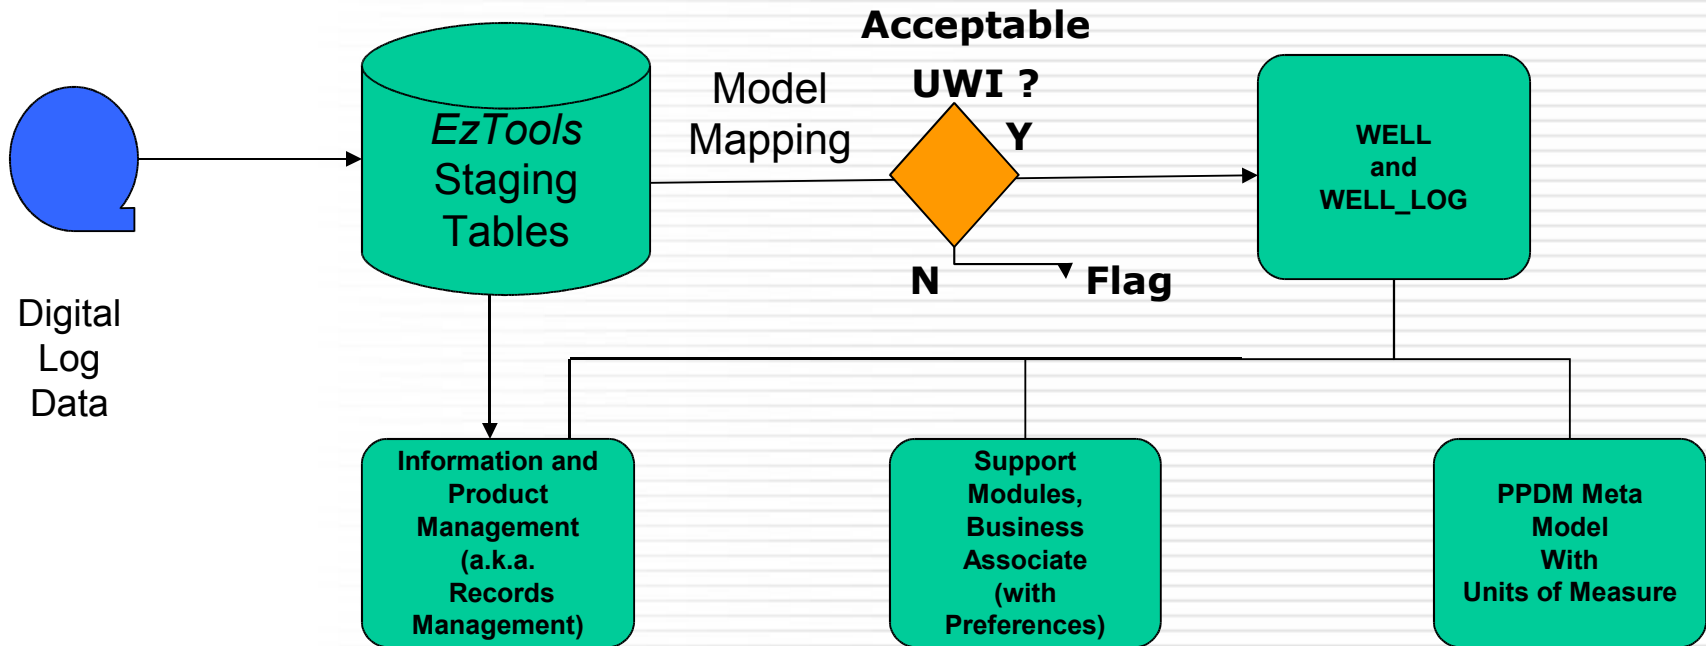 Digital
Log
Data
EzTools
Staging
Tables
Model
Mapping
Acceptable
UWI ?
Y
N
Flag
WELL
and
WELL_LOG
Information and
Product
Management
(a.k.a.
Records
Management)
Support
Modules,
Business
Associate
(with
Preferences)
PPDM Meta
Model
With
Units of Measure